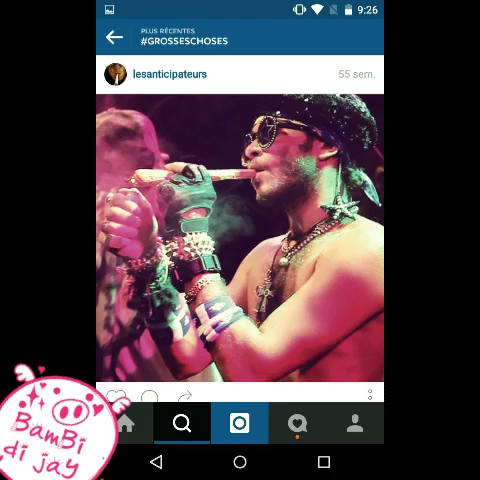 9:26
PLUS RÉCENTES
#GROSSESCHOSES
lesanticipateurs
55 sem.
BamBi
di jay